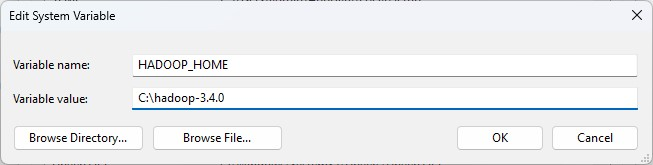 Edit System Variable
Variable name: HADOOP_HOME
Variable value: C:\hadoop-3.4.0
Browse Directory... Browse File... OK Cancel